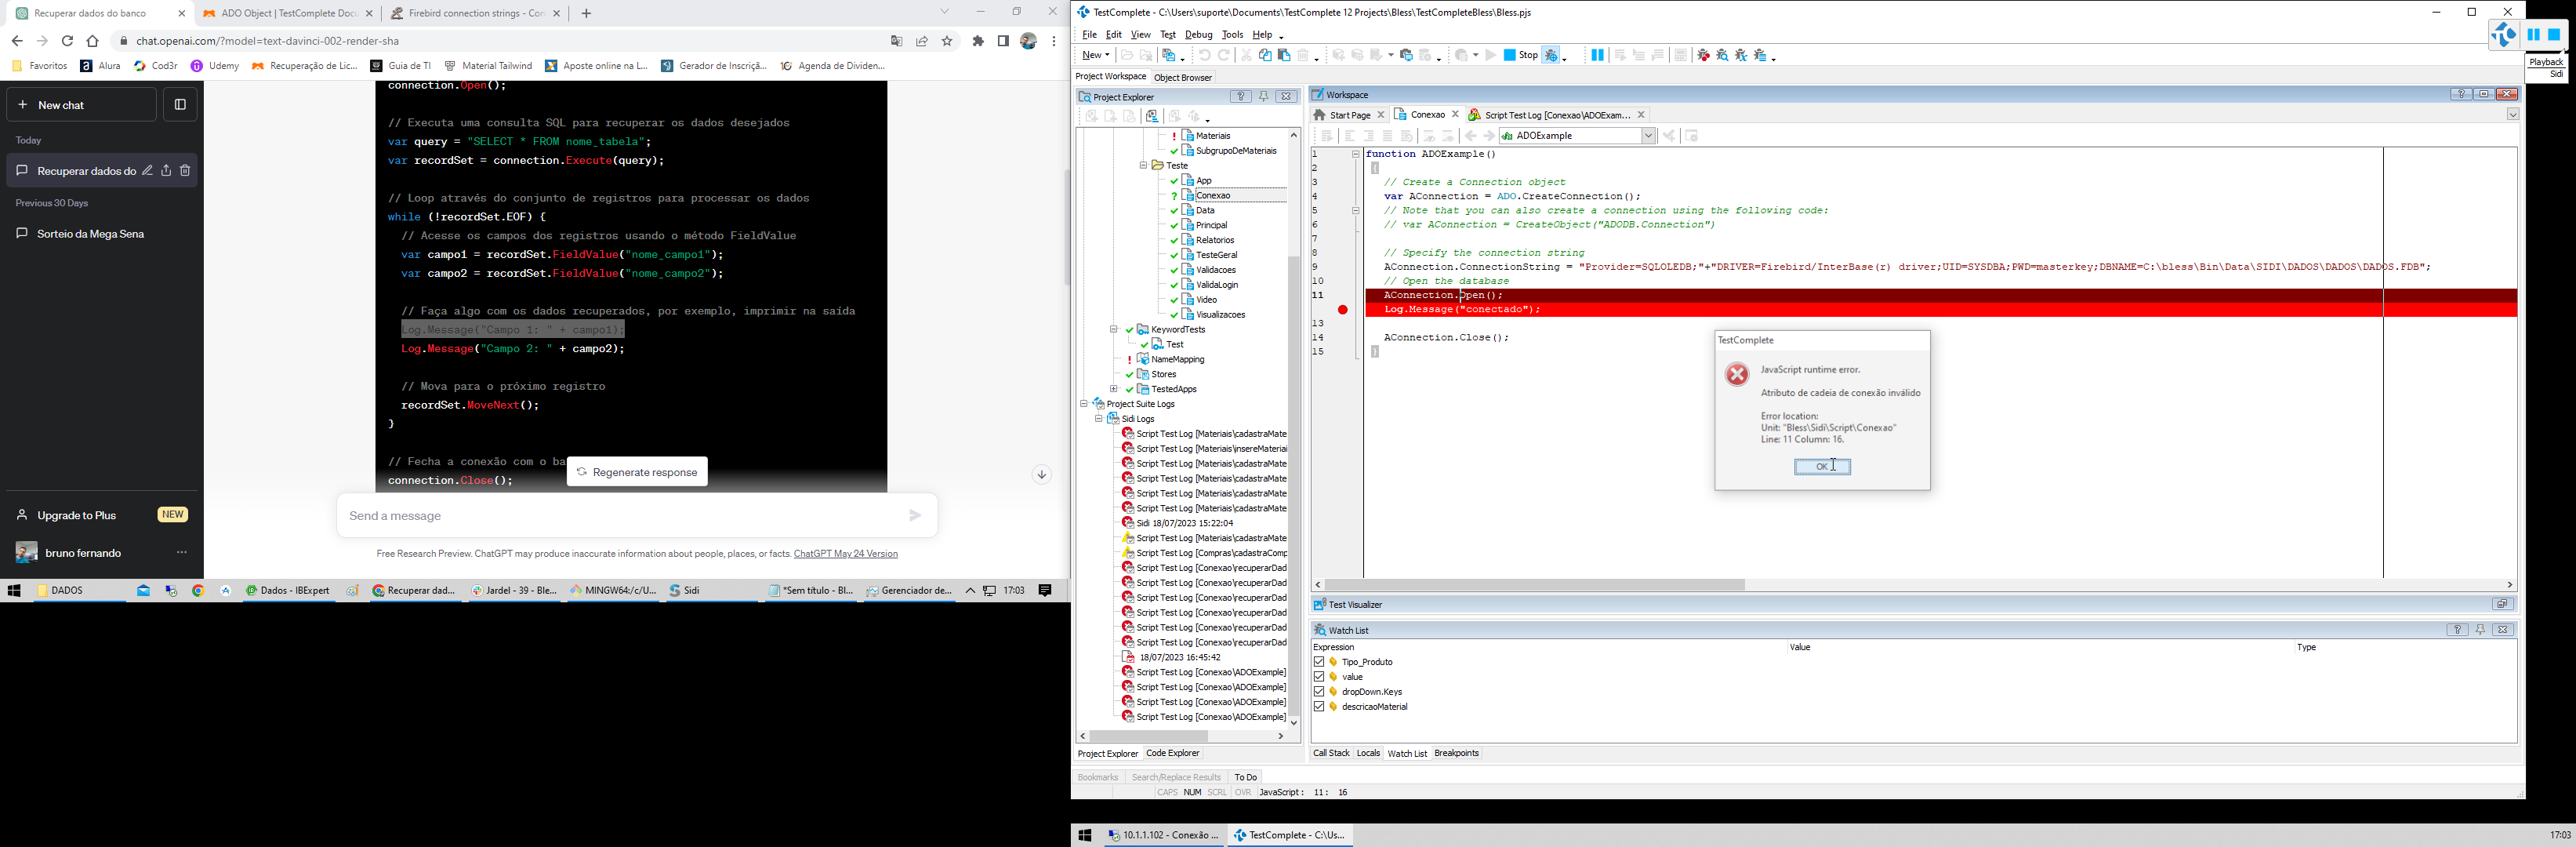 Recuperar dados do banco
ADO Object | TestComplete Docu
Firebird connection strings - Con
chat.openai.com/?model=text-davinci-002-render-sha
Favoritos
Alura
Cod3r
Udemy
Recuperação de Lic...
Guia de TI
Material Tailwind
Aposte online na L...
Gerador de Inscriçã...
Agenda de Dividen...
New chat
Today
Recuperar dados do
Previous 30 Days
Sorteio da Mega Sena
Upgrade to Plus
NEW
bruno fernando
connection.Open();
// Executa uma consulta SQL para recuperar os dados desejados
var query = "SELECT * FROM nome_tabela";
var recordSet = connection.Execute(query);
// Loop através do conjunto de registros para processar os dados
while (!recordSet.EOF) {
// Acesse os campos dos registros usando o método FieldValue
var campo1 = recordSet.FieldValue("nome_campo1");
var campo2 = recordSet.FieldValue("nome_campo2");
// Faça algo com os dados recuperados, por exemplo, imprimir na saída
Log.Message("Campo 1: " + campo1);
Log.Message("Campo 2: " + campo2);
// Mova para o próximo registro
recordSet.MoveNext();
}
// Fecha a conexão com o ba
connection.Close();
Regenerate response
Send a message
Free Research Preview. ChatGPT may produce inaccurate information about people, places, or facts. ChatGPT May 24 Version
DADOS
Dados - IBExpert
Recuperar dad...
Jardel - 39 - Ble...
MINGW64:/c/U...
Sidi
*Sem título - Bl...
Gerenciador de...
17:03
TestComplete - C:\Users\suporte\Documents\TestComplete 12 Projects\Bless\TestCompleteBless\Bless.pjs
File Edit View Test Debug Tools Help
New
Stop
Playback
Sidi
Project Workspace Object Browser
Project Explorer
Materiais
SubgrupoDeMateriais
Teste
App
Conexao
Data
Principal
Relatorios
TesteGeral
Validacoes
ValidaLogin
Video
Visualizacoes
KeywordTests
Test
NameMapping
Stores
TestedApps
Project Suite Logs
Sidi Logs
Script Test Log [Materiais\cadastraMate
Script Test Log [Materiais\insereMateriai
Script Test Log [Materiais\cadastraMate
Script Test Log [Materiais\cadastraMate
Script Test Log [Materiais\cadastraMate
Script Test Log [Materiais\cadastraMate
Sidi 18/07/2023 15:22:04
Script Test Log [Materiais\cadastraMate
Script Test Log [Compras\cadastraComp
Script Test Log [Conexao\recuperarDad
Script Test Log [Conexao\recuperarDad
Script Test Log [Conexao\recuperarDad
Script Test Log [Conexao\recuperarDad
Script Test Log [Conexao\recuperarDad
Script Test Log [Conexao\recuperarDad
18/07/2023 16:45:42
Script Test Log [Conexao\ADOExample]
Script Test Log [Conexao\ADOExample]
Script Test Log [Conexao\ADOExample]
Script Test Log [Conexao\ADOExample]
Project Explorer Code Explorer
Workspace
Start Page
Conexao
Script Test Log [Conexao\ADOExam...
ADOExample
1 function ADOExample()
2 {
3 // Create a Connection object
4 var AConnection = ADO.CreateConnection();
5 // Note that you can also create a connection using the following code:
6 // var AConnection = CreateObject("ADODB.Connection")
7
8 // Specify the connection string
9 AConnection.ConnectionString = "Provider=SQLOLEDB;"+"DRIVER=Firebird/InterBase(r) driver;UID=SYSDBA;PWD=masterkey;DBNAME=C:\bless\Bin\Data\SIDI\DADOS\DADOS\DADOS.FDB";
10 // Open the database
11 AConnection.Open();
Log.Message("conectado");
13
14 AConnection.Close();
15 }
TestComplete
JavaScript runtime error.
Atributo de cadeia de conexão inválido
Error location:
Unit: "Bless\Sidi\Script\Conexao"
Line: 11 Column: 16.
OK
Test Visualizer
Watch List
Expression Value Type
Tipo_Produto
value
dropDown.Keys
descricaoMaterial
Call Stack Locals Watch List Breakpoints
Bookmarks Search/Replace Results To Do
CAPS NUM SCRL OVR JavaScript: 11: 16
10.1.1.102 - Conexão ...
TestComplete - C:\Us...
17:03